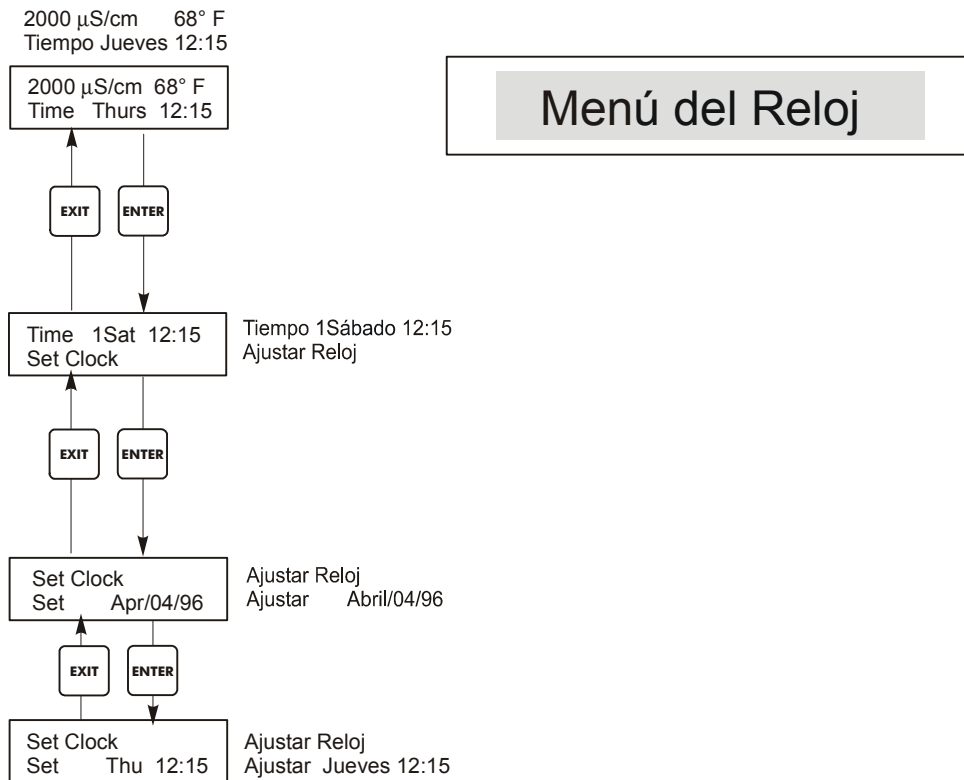 2000 µS/cm 68° F
Tiempo Jueves 12:15
2000 µS/cm 68° F
Time Thurs 12:15
Menú del Reloj
EXIT ENTER
Time 1Sat 12:15
Set Clock
Tiempo 1Sábado 12:15
Ajustar Reloj
EXIT ENTER
Set Clock
Set Apr/04/96
Ajustar Reloj
Ajustar Abril/04/96
EXIT ENTER
Set Clock
Set Thu 12:15
Ajustar Reloj
Ajustar Jueves 12:15